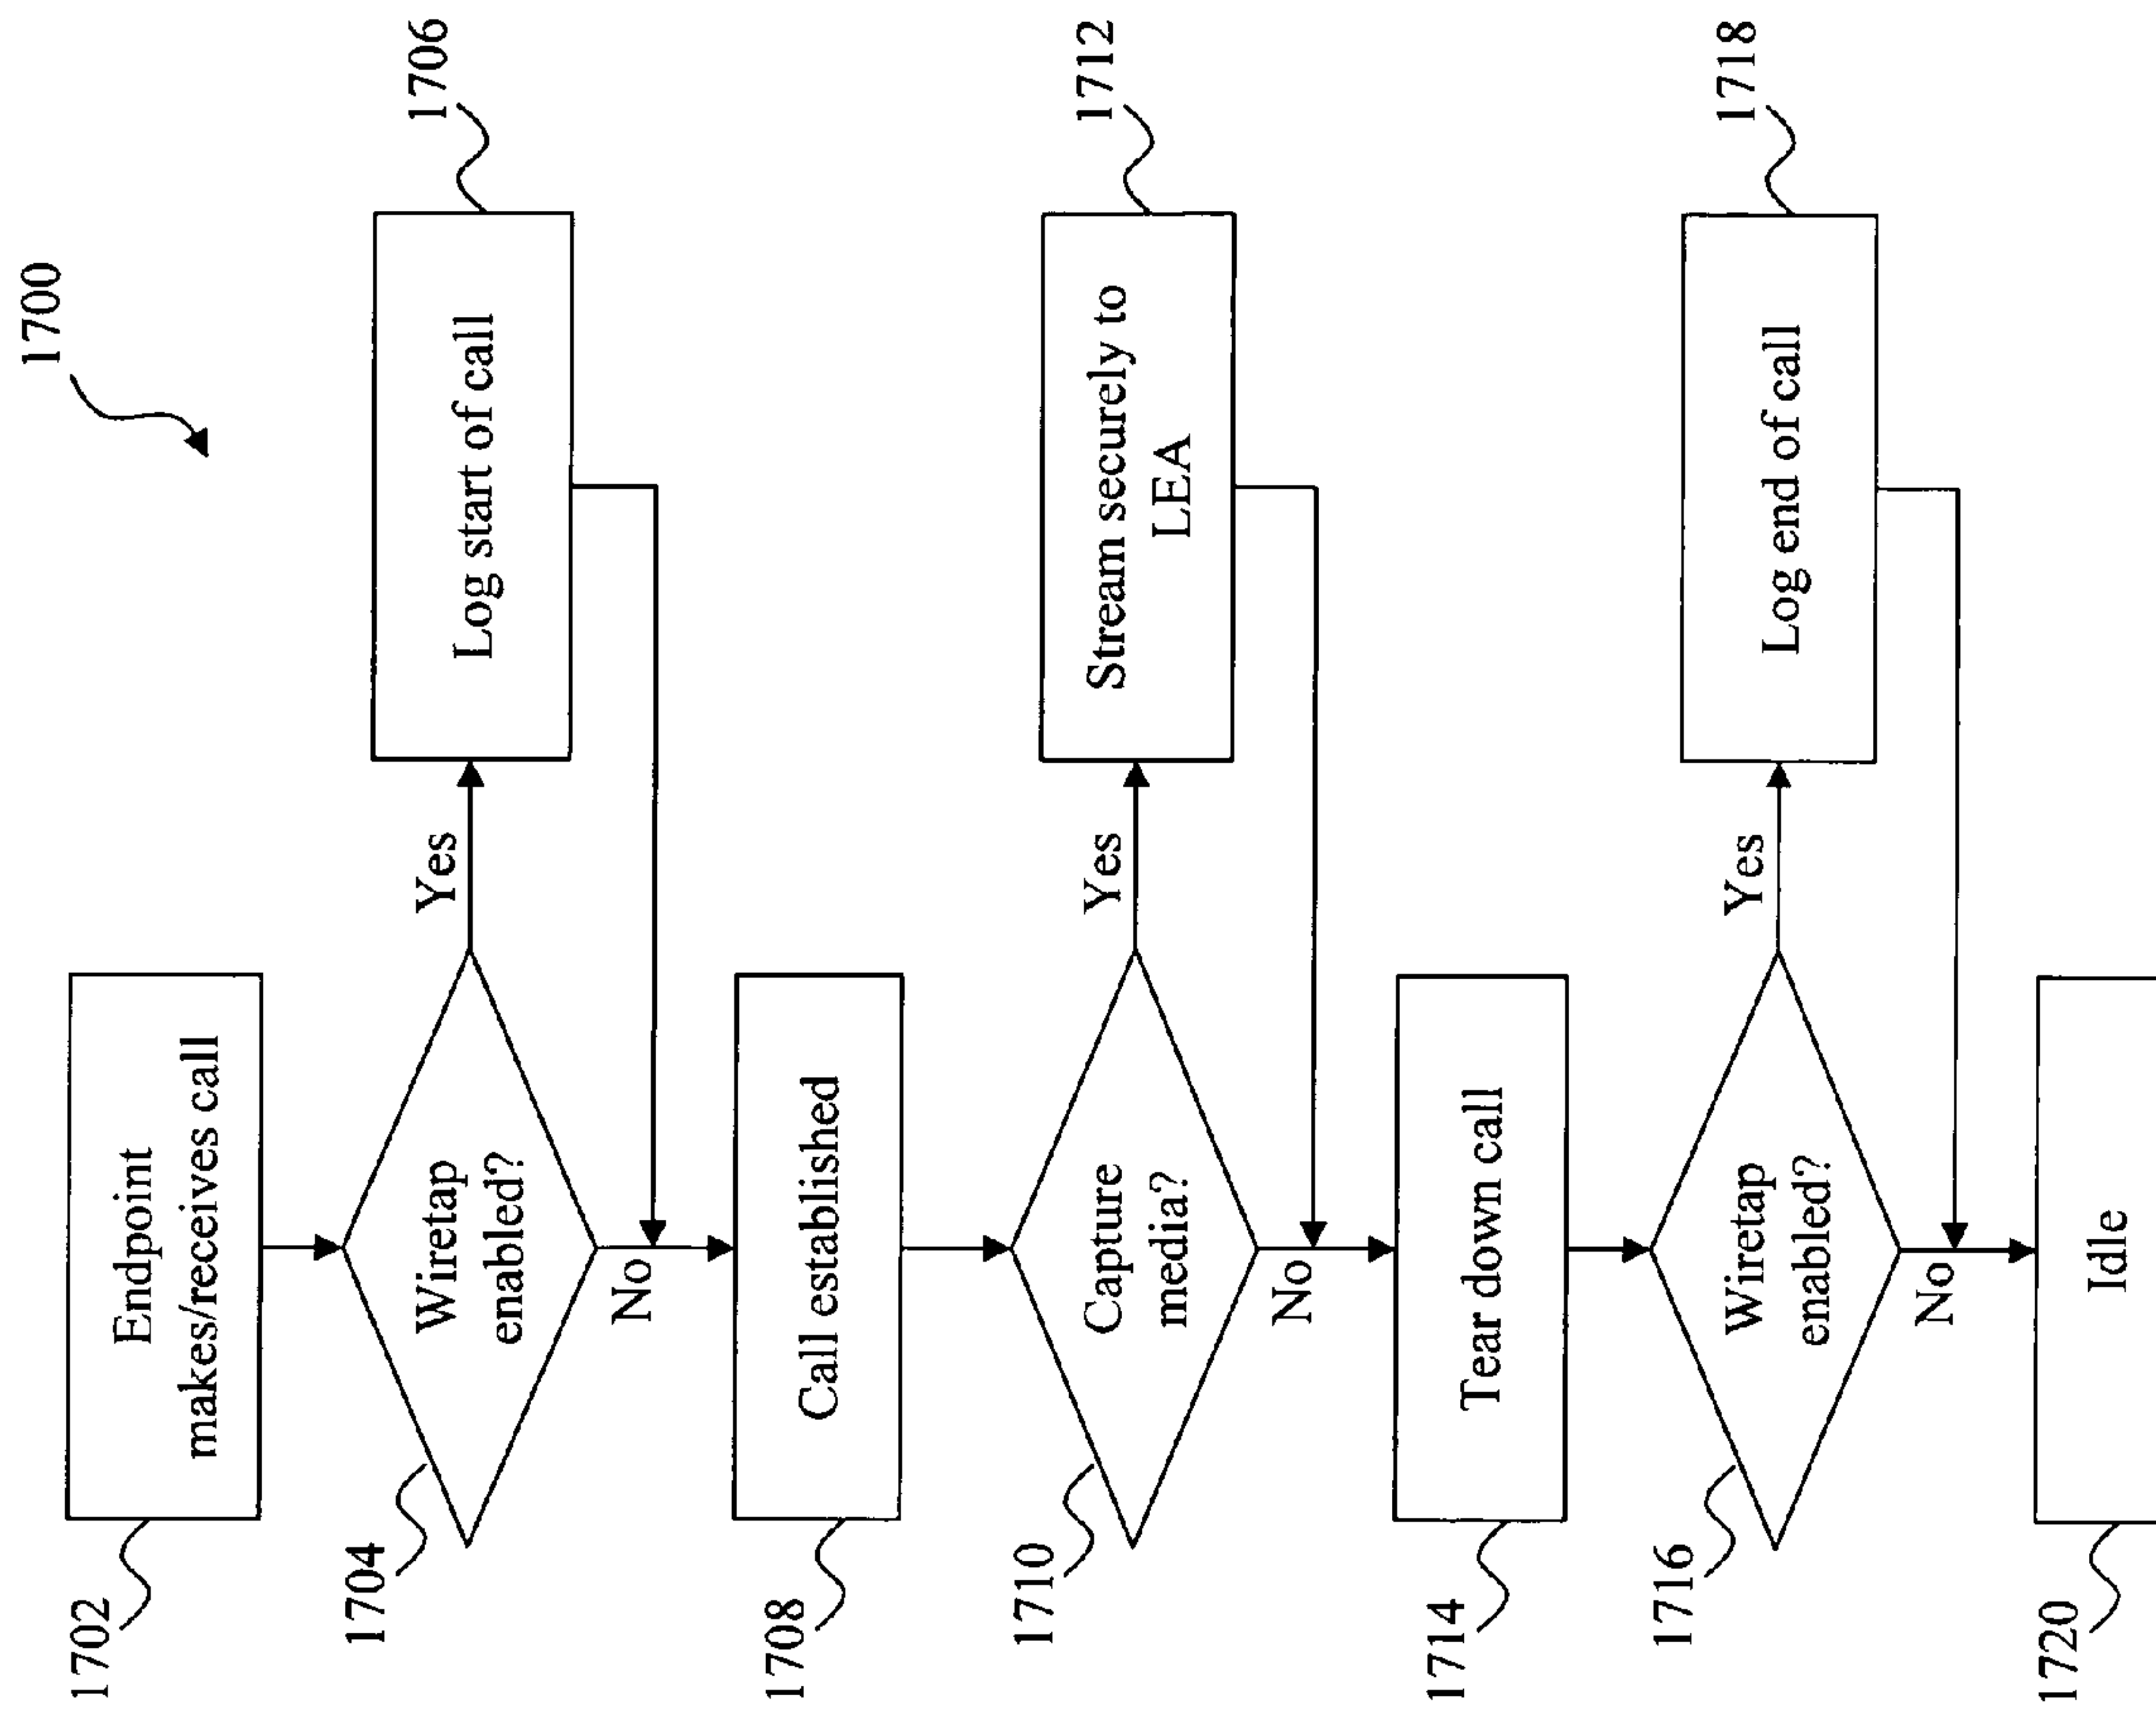 1700
1702
Endpoint
makes/receives call
1704
Wiretap
enabled?
Yes
No
Log start of call
1706
1708
Call established
1710
Capture
media?
Yes
No
Stream securely to
LEA
1712
1714
Tear down call
1716
Wiretap
enabled?
Yes
No
Log end of call
1718
1720
Idle